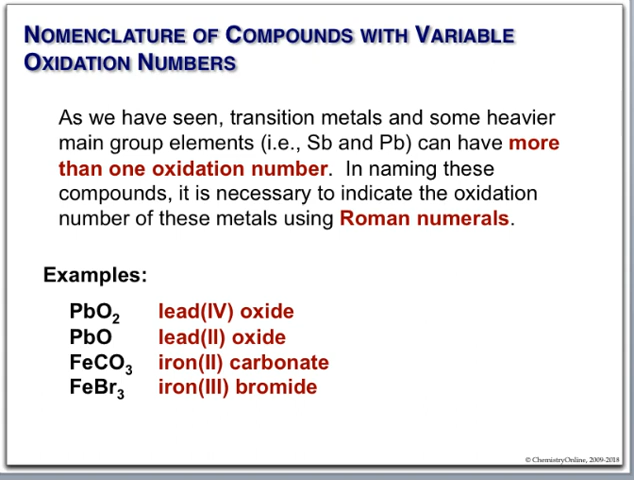 NOMENCLATURE OF COMPOUNDS WITH VARIABLE
OXIDATION NUMBERS
As we have seen, transition metals and some heavier
main group elements (i.e., Sb and Pb) can have more
than one oxidation number. In naming these
compounds, it is necessary to indicate the oxidation
number of these metals using Roman numerals.
Examples:
PbO₂ lead(IV) oxide
PbO lead(II) oxide
FeCO₃ iron(II) carbonate
FeBr₃ iron(III) bromide
© ChemistryOnline, 2009-2018